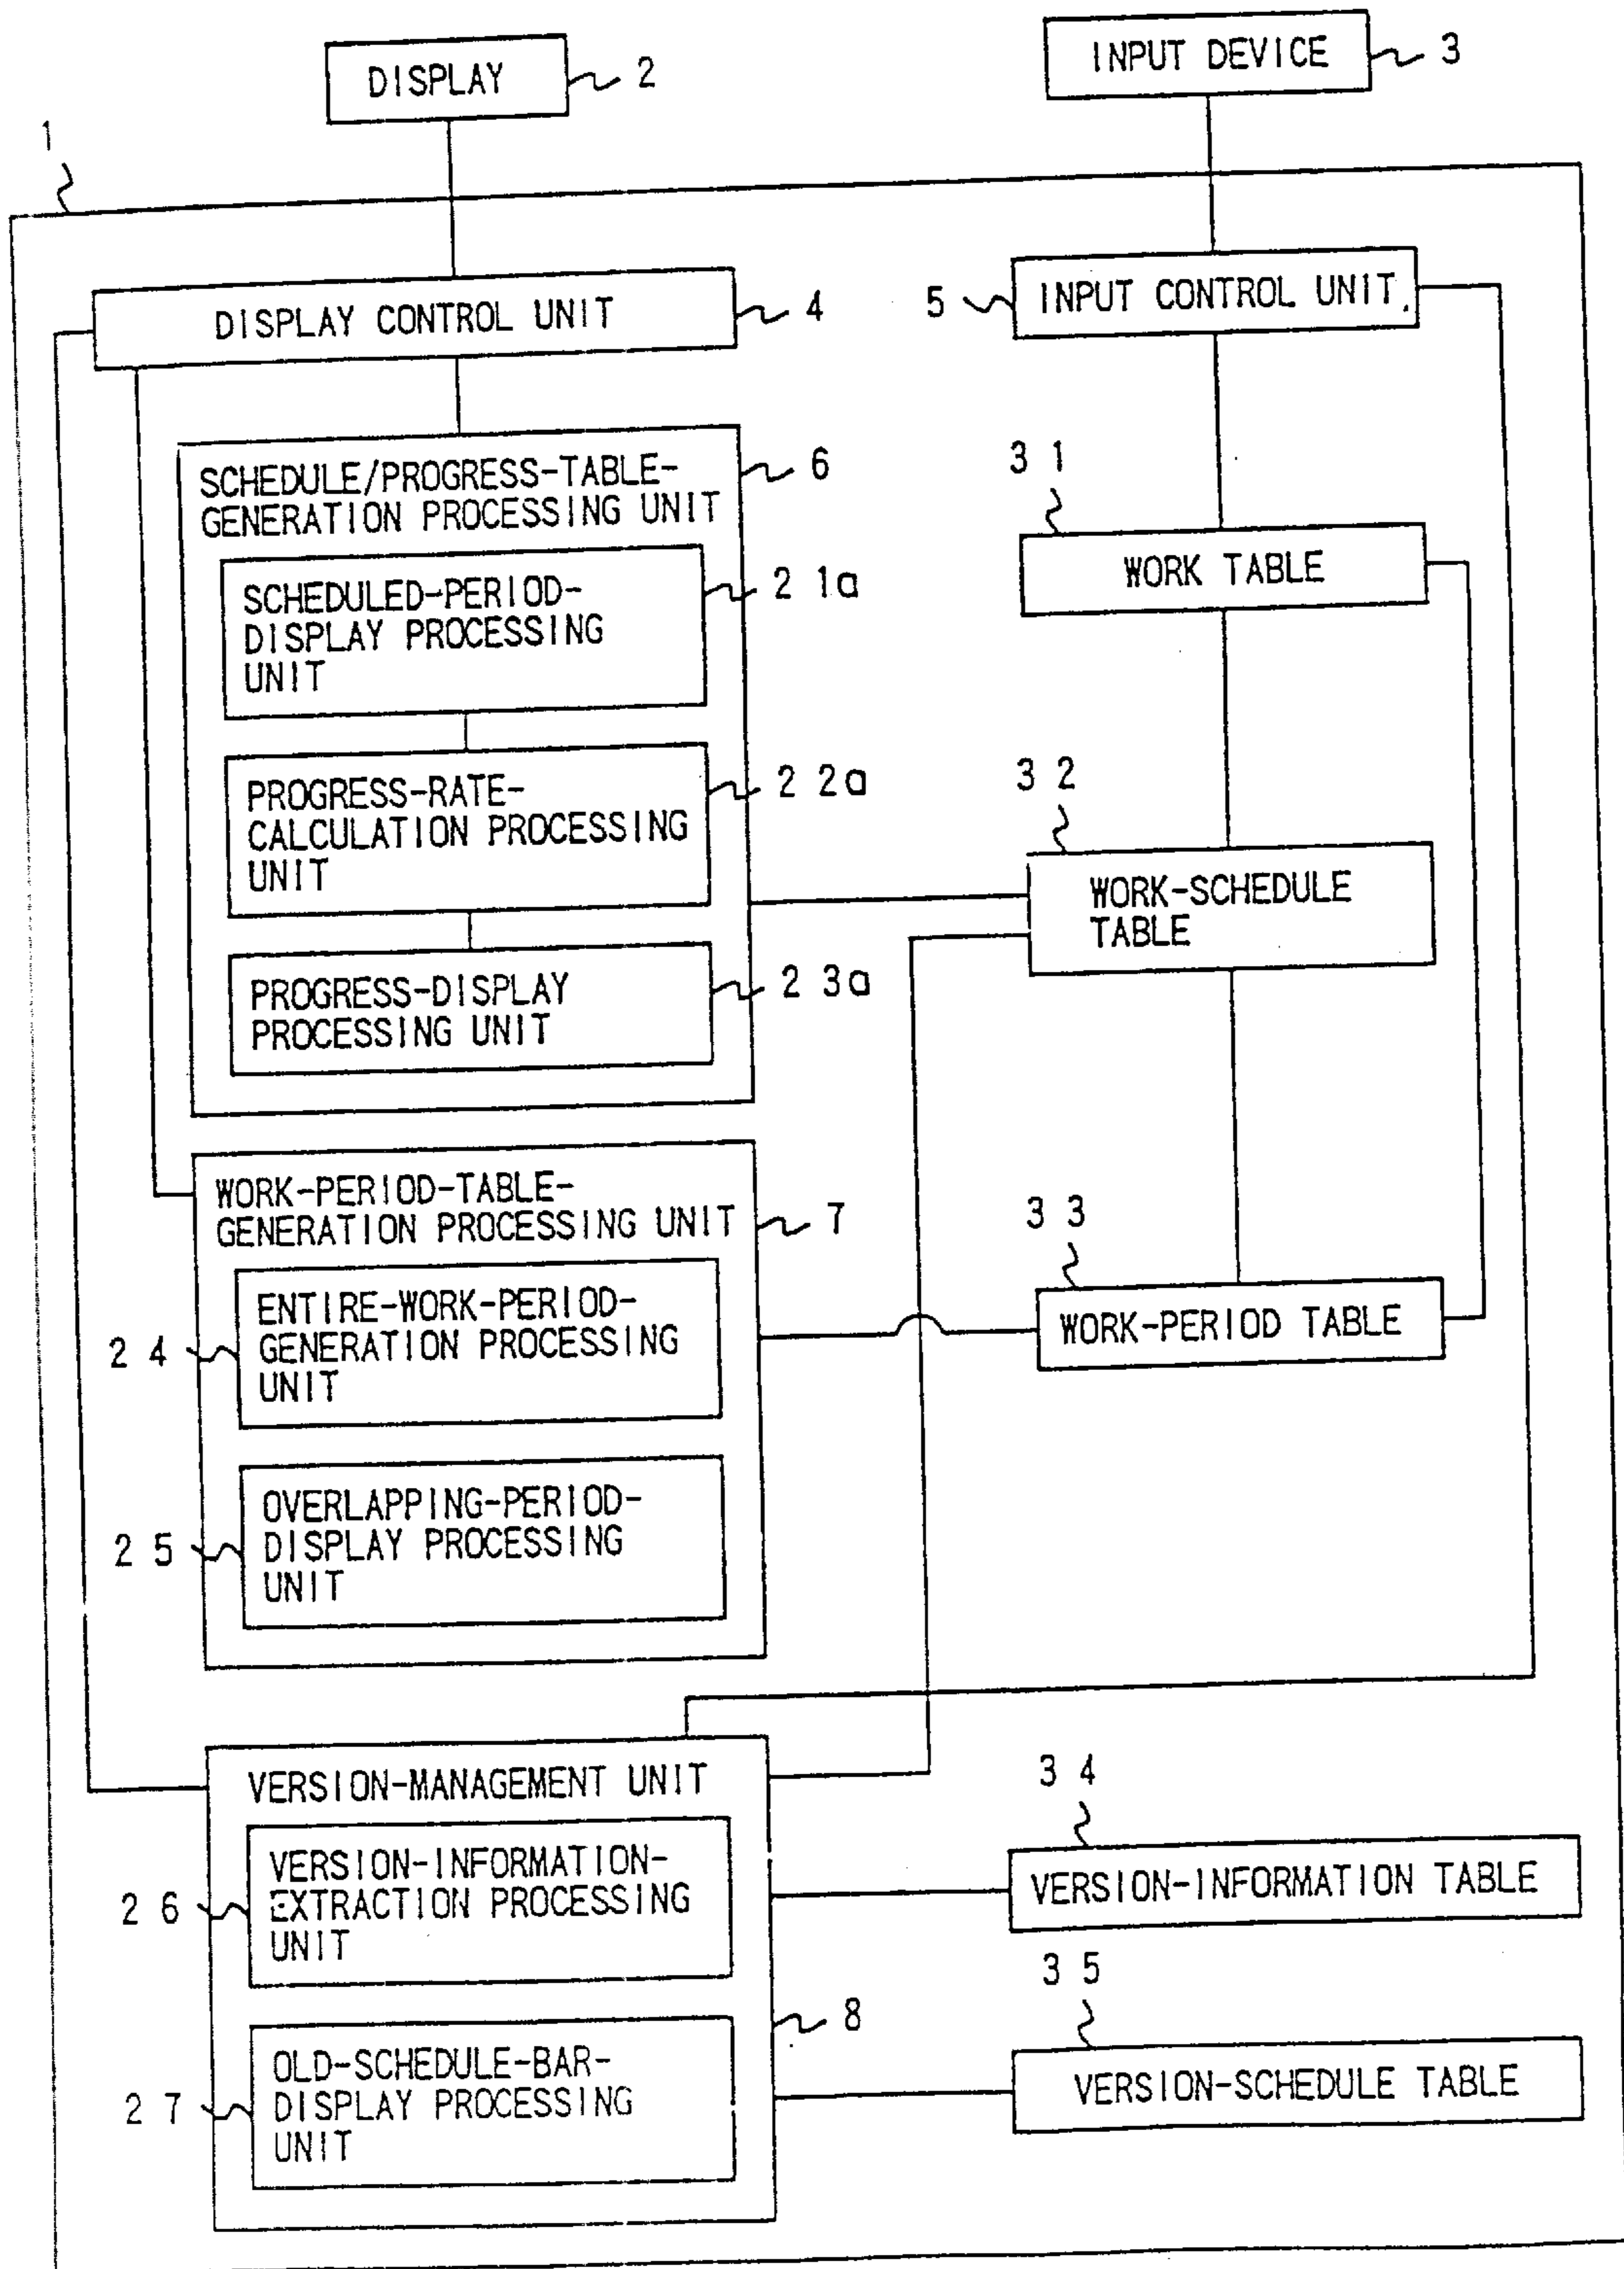 DISPLAY
2
INPUT DEVICE
3
1
DISPLAY CONTROL UNIT
4
5
INPUT CONTROL UNIT
SCHEDULE/PROGRESS-TABLE-
GENERATION PROCESSING UNIT
6
SCHEDULED-PERIOD-
DISPLAY PROCESSING
UNIT
21a
PROGRESS-RATE-
CALCULATION PROCESSING
UNIT
22a
PROGRESS-DISPLAY
PROCESSING UNIT
23a
31
WORK TABLE
32
WORK-SCHEDULE
TABLE
WORK-PERIOD-TABLE-
GENERATION PROCESSING UNIT
7
24
ENTIRE-WORK-PERIOD-
GENERATION PROCESSING
UNIT
25
OVERLAPPING-PERIOD-
DISPLAY PROCESSING
UNIT
33
WORK-PERIOD TABLE
VERSION-MANAGEMENT UNIT
26
VERSION-INFORMATION-
EXTRACTION PROCESSING
UNIT
8
27
OLD-SCHEDULE-BAR-
DISPLAY PROCESSING
UNIT
34
VERSION-INFORMATION TABLE
35
VERSION-SCHEDULE TABLE